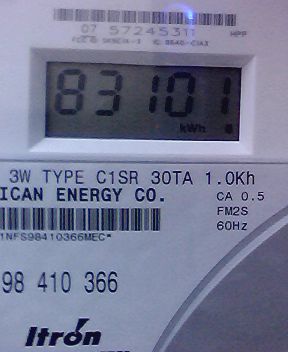 07 57245311
HPP
83101
kWh
3W TYPE C1SR 30TA 1.0Kh
ICAN ENERGY CO.
CA 0.5
FM2S
60Hz
1NFS98410366MEC*
98 410 366
Itron